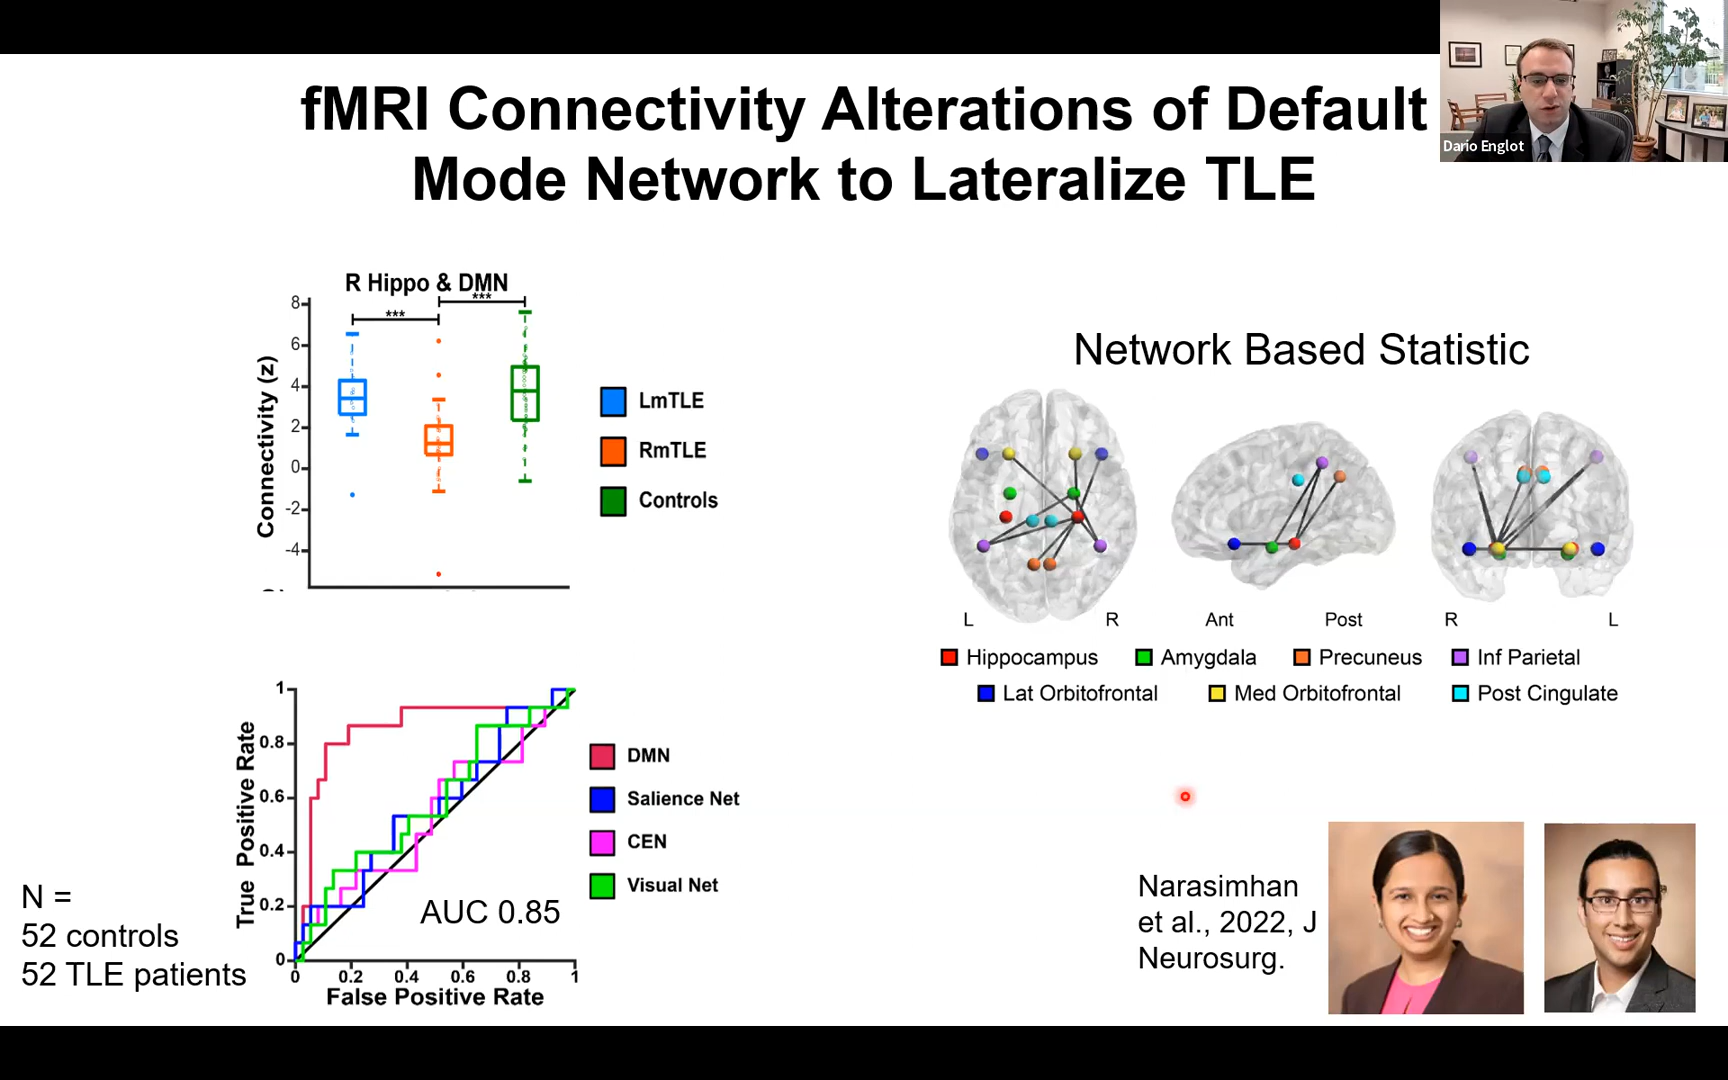 fMRI Connectivity Alterations of Default
Mode Network to Lateralize TLE
Dario Englot
R Hippo & DMN
***
***
8
6
4
2
0
-2
-4
Connectivity (z)
LmTLE
RmTLE
Controls
Network Based Statistic
L
R
Ant
Post
R
L
Hippocampus
Amygdala
Precuneus
Inf Parietal
Lat Orbitofrontal
Med Orbitofrontal
Post Cingulate
1
0.8
0.6
0.4
0.2
0
True Positive Rate
0
0.2
0.4
0.6
0.8
1
False Positive Rate
AUC 0.85
DMN
Salience Net
CEN
Visual Net
N =
52 controls
52 TLE patients
Narasimhan
et al., 2022, J
Neurosurg.